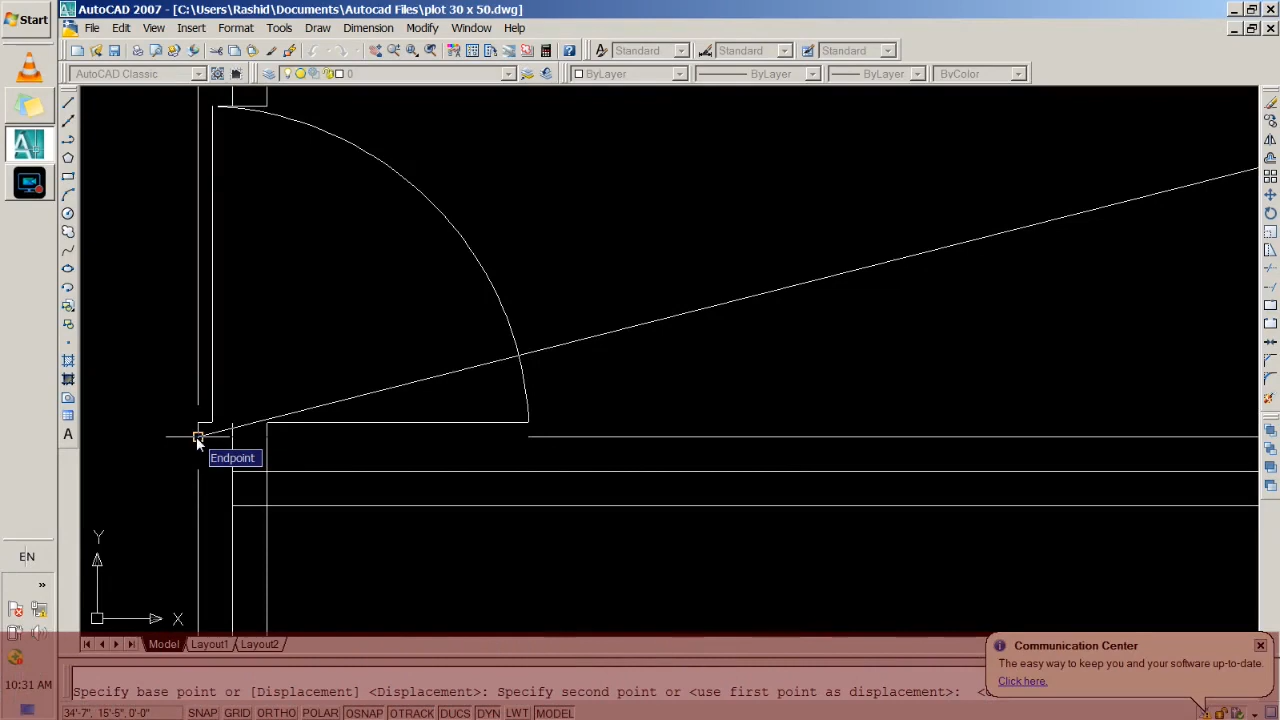 Start
AutoCAD 2007 - [C:\Users\Rashid\Documents\Autocad Files\plot 30 x 50.dwg]
File Edit View Insert Format Tools Draw Dimension Modify Window Help
Standard Standard Standard
AutoCAD Classic 0 ByLayer ByLayer ByLayer ByColor
A
Endpoint
Y
X
EN
»
10:31 AM
Model Layout1 Layout2
Communication Center
The easy way to keep you and your software up-to-date.
Click here.
Specify base point or [Displacement] <Displacement>: Specify second point or <use first point as displacement>: <
34'-7", 15'-5", 0'-0" SNAP GRID ORTHO POLAR OSNAP OTRACK DUCS DYN LWT MODEL